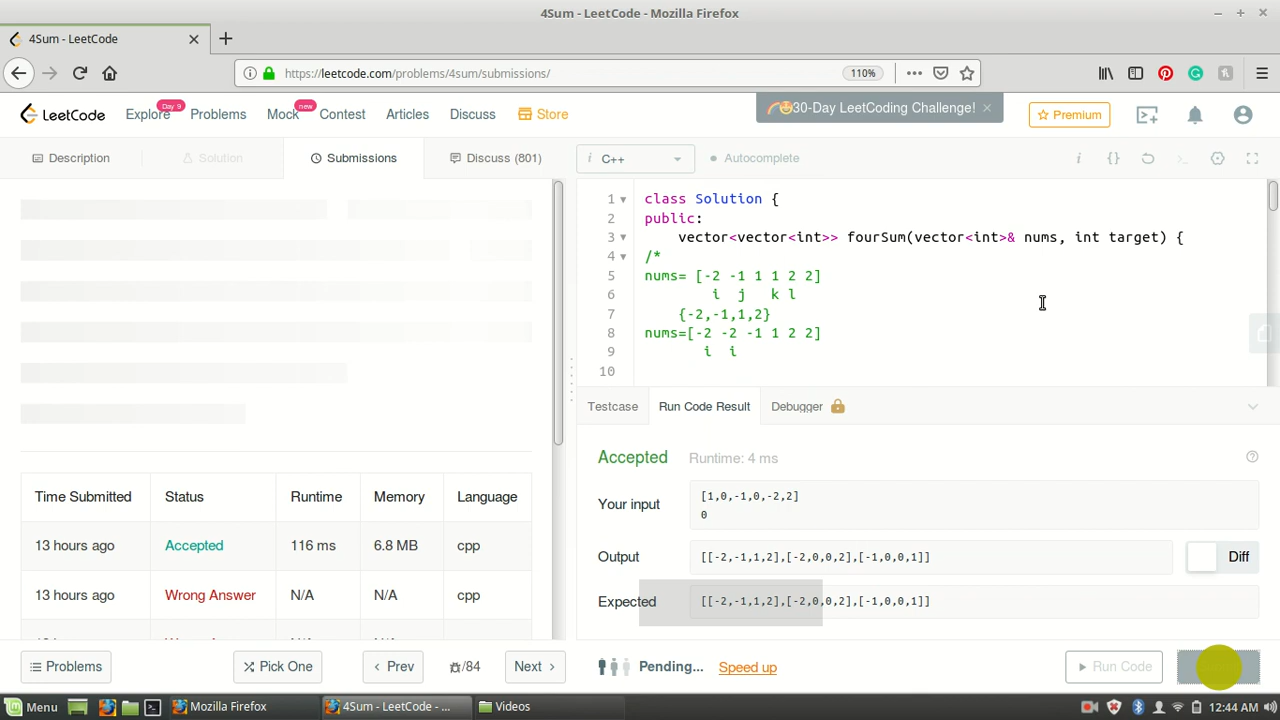 4Sum - LeetCode - Mozilla Firefox
4Sum - LeetCode
https://leetcode.com/problems/4sum/submissions/ 110%
LeetCode Explore Day 9 Problems Mock new Contest Articles Discuss Store 30-Day LeetCoding Challenge! Premium
Description Solution Submissions Discuss (801) C++ Autocomplete
1 class Solution {
2 public:
3 vector<vector<int>> fourSum(vector<int>& nums, int target) {
4 /*
5 nums= [-2 -1 1 1 2 2]
6 i j k l
7 {-2,-1,1,2}
8 nums=[-2 -2 -1 1 2 2]
9 i i
10
Testcase Run Code Result Debugger
Accepted Runtime: 4 ms
Your input [1,0,-1,0,-2,2]
0
Output [[-2,-1,1,2],[-2,0,0,2],[-1,0,0,1]] Diff
Expected [[-2,-1,1,2],[-2,0,0,2],[-1,0,0,1]]
Time Submitted Status Runtime Memory Language
13 hours ago Accepted 116 ms 6.8 MB cpp
13 hours ago Wrong Answer N/A N/A cpp
Problems Pick One Prev /84 Next Pending... Speed up Run Code
Menu Mozilla Firefox 4Sum - LeetCode - ... Videos 12:44 AM